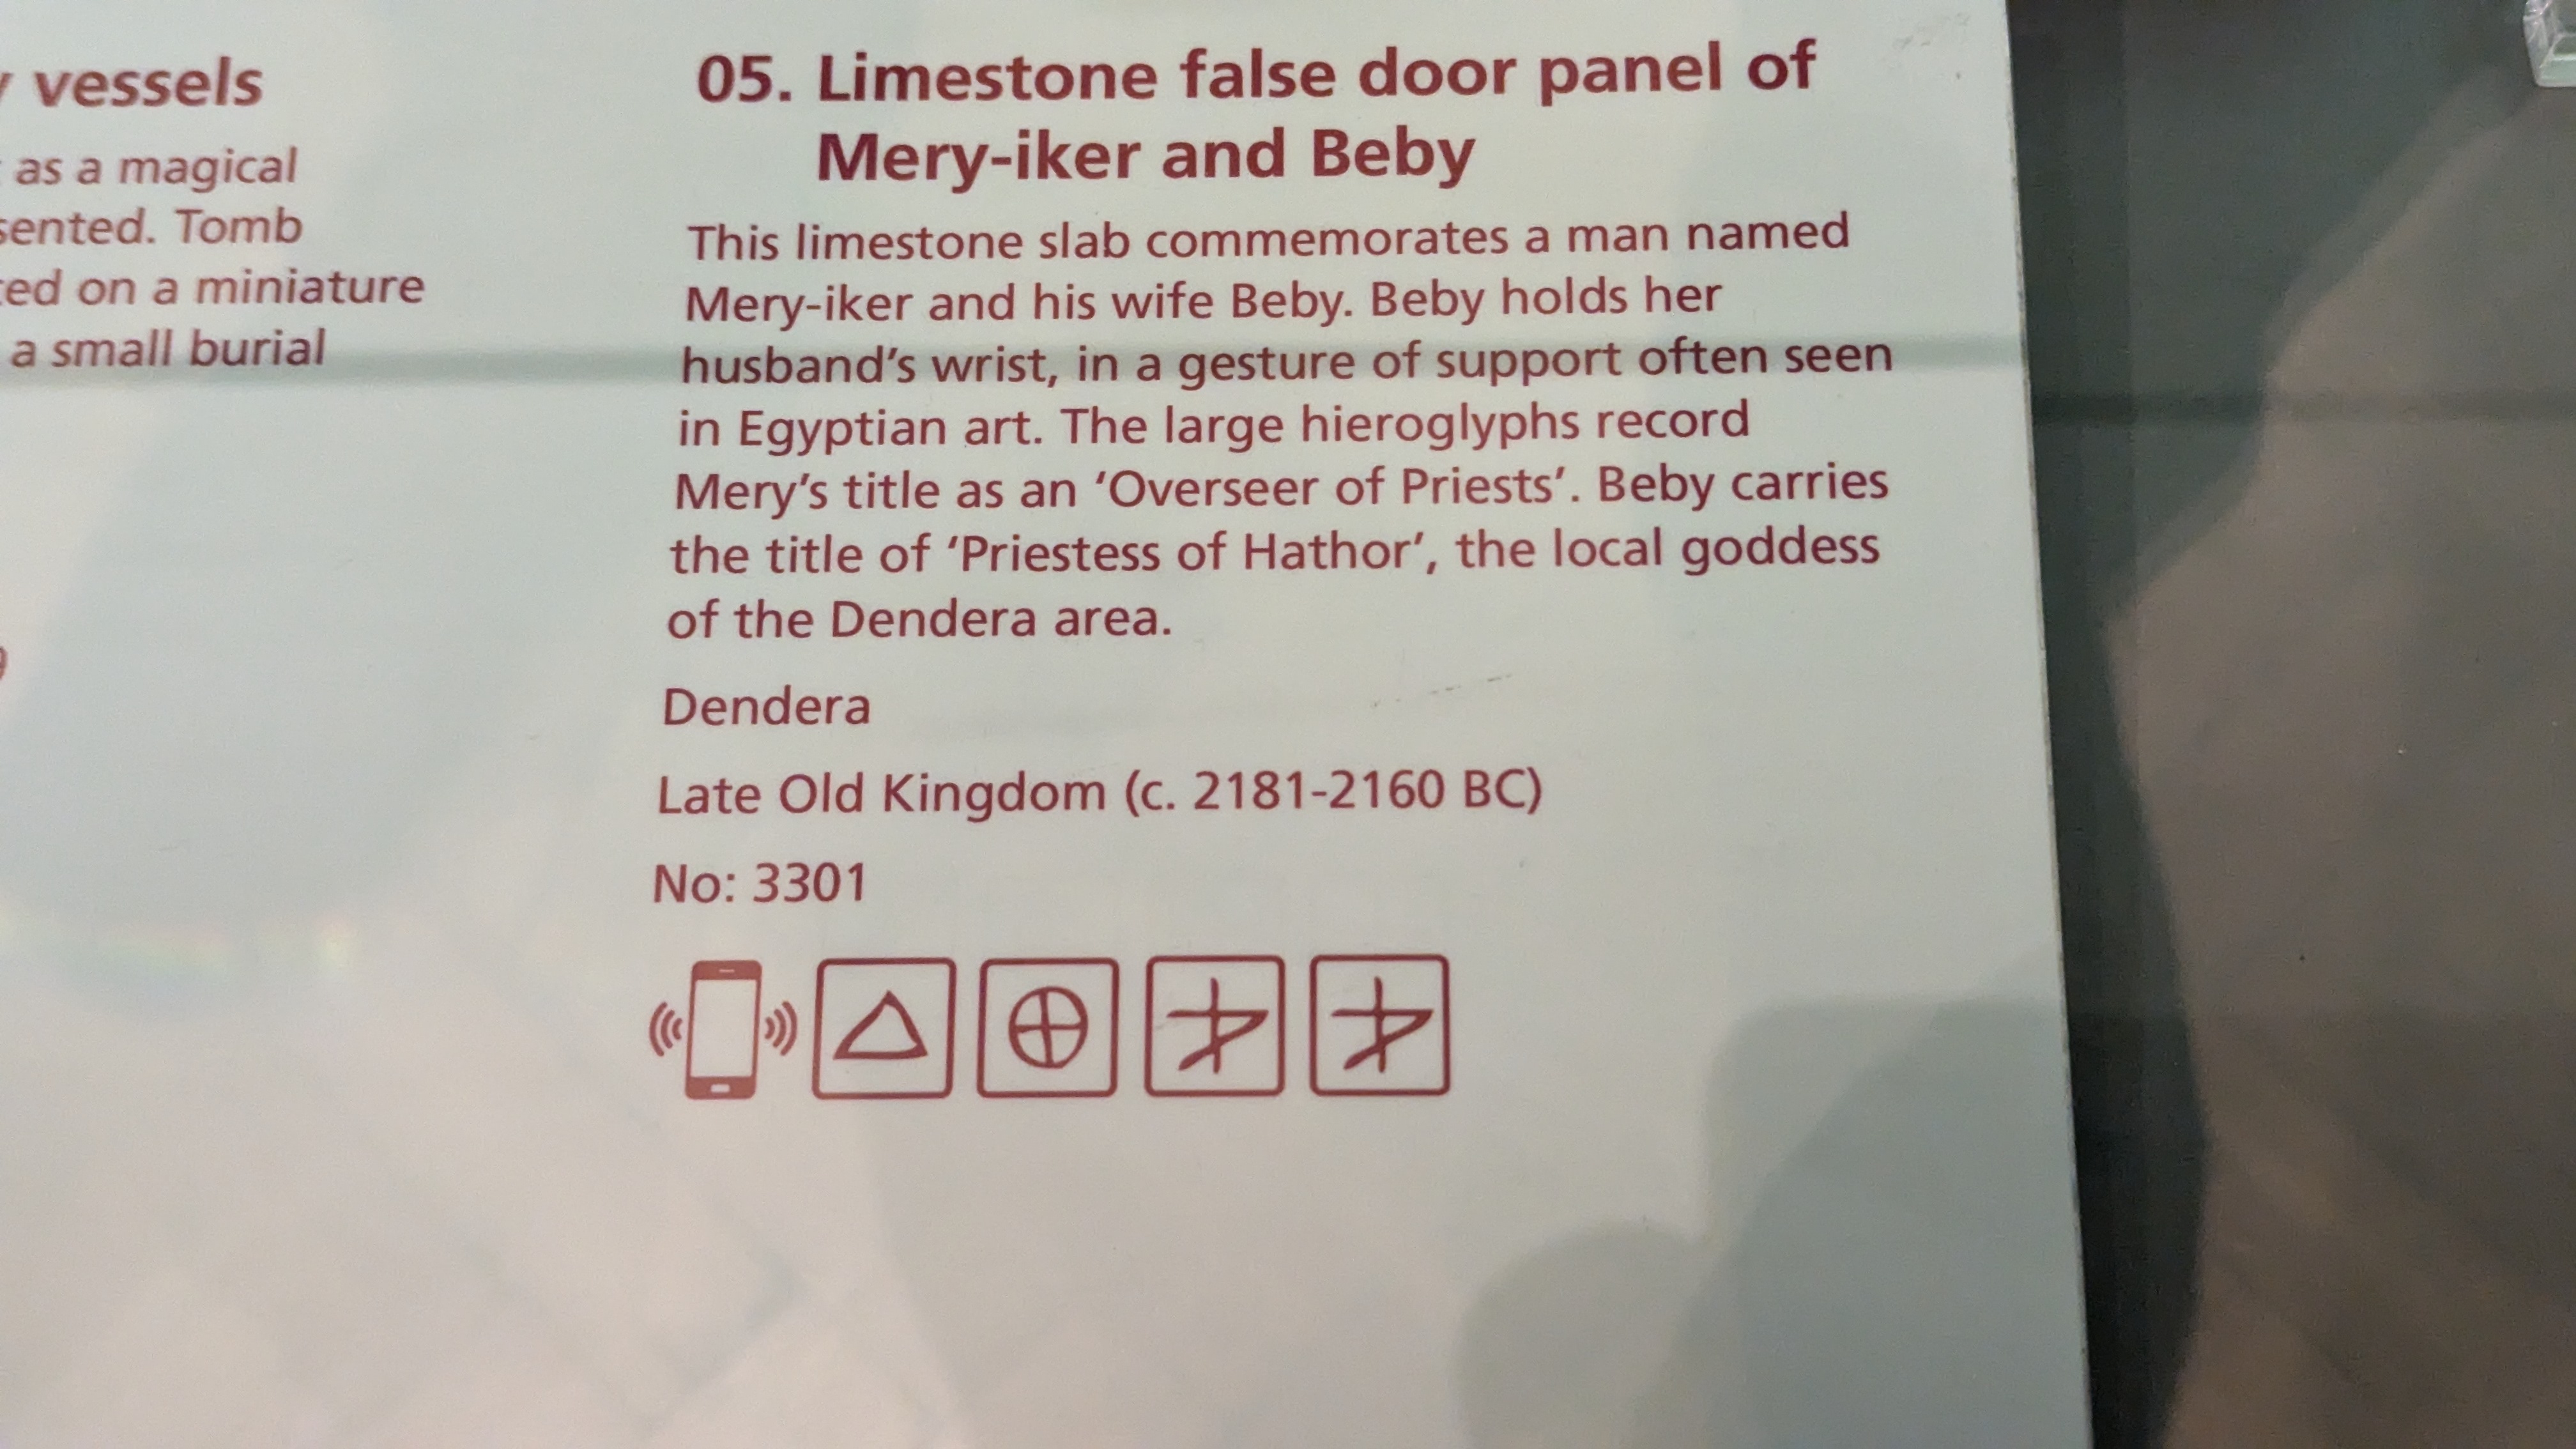 vessels
as a magical
sented. Tomb
ed on a miniature
a small burial
05. Limestone false door panel of
Mery-iker and Beby
This limestone slab commemorates a man named
Mery-iker and his wife Beby. Beby holds her
husband's wrist, in a gesture of support often seen
in Egyptian art. The large hieroglyphs record
Mery's title as an ‘Overseer of Priests’. Beby carries
the title of ‘Priestess of Hathor’, the local goddess
of the Dendera area.
Dendera
Late Old Kingdom (c. 2181-2160 BC)
No: 3301